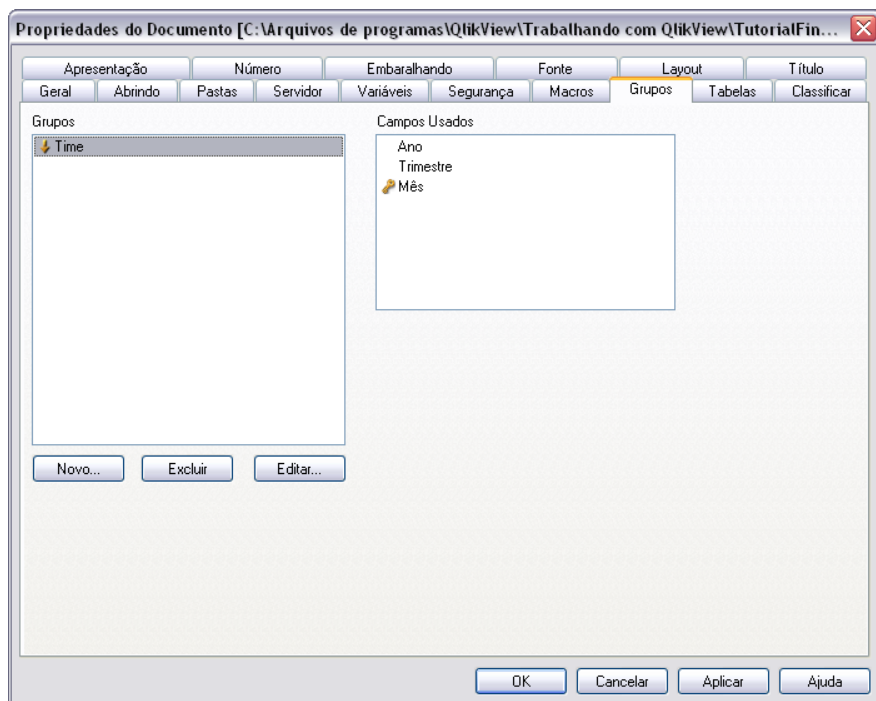 Propriedades do Documento [C:\Arquivos de programas\QlikView\Trabalhando com QlikView\TutorialFin...
Apresentação Número Embaralhando Fonte Layout Título
Geral Abrindo Pastas Servidor Variáveis Segurança Macros Grupos Tabelas Classificar
Grupos Campos Usados
Time Ano
Trimestre
Mês
Novo... Excluir Editar...
OK Cancelar Aplicar Ajuda